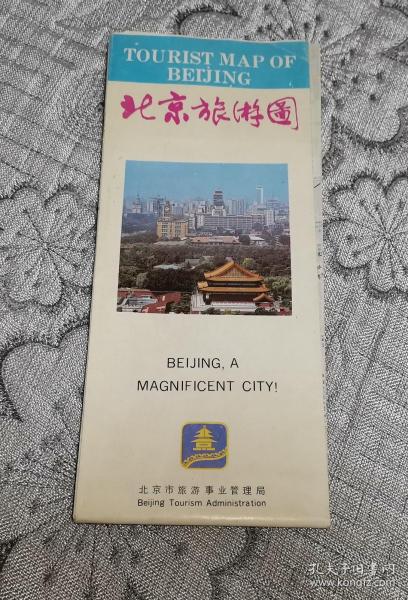 TOURIST MAP OF
BEIJING
北京旅游图
BEIJING, A
MAGNIFICENT CITY!
北京市旅游事业管理局
Beijing Tourism Administration
孔夫子旧书网
www.kongfz.com